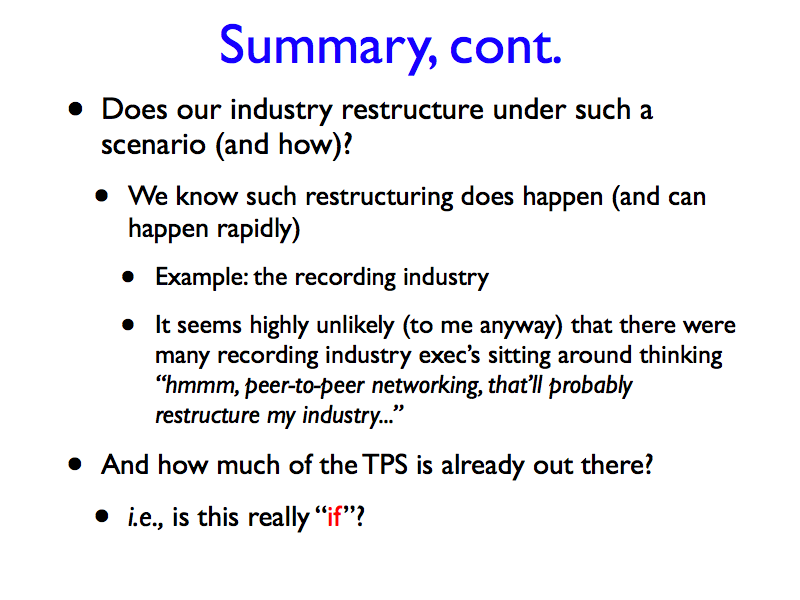 Summary, cont.
• Does our industry restructure under such a
scenario (and how)?
• We know such restructuring does happen (and can
happen rapidly)
• Example: the recording industry
• It seems highly unlikely (to me anyway) that there were
many recording industry exec’s sitting around thinking
“hmmm, peer-to-peer networking, that’ll probably
restructure my industry...”
• And how much of the TPS is already out there?
• i.e., is this really “if”?